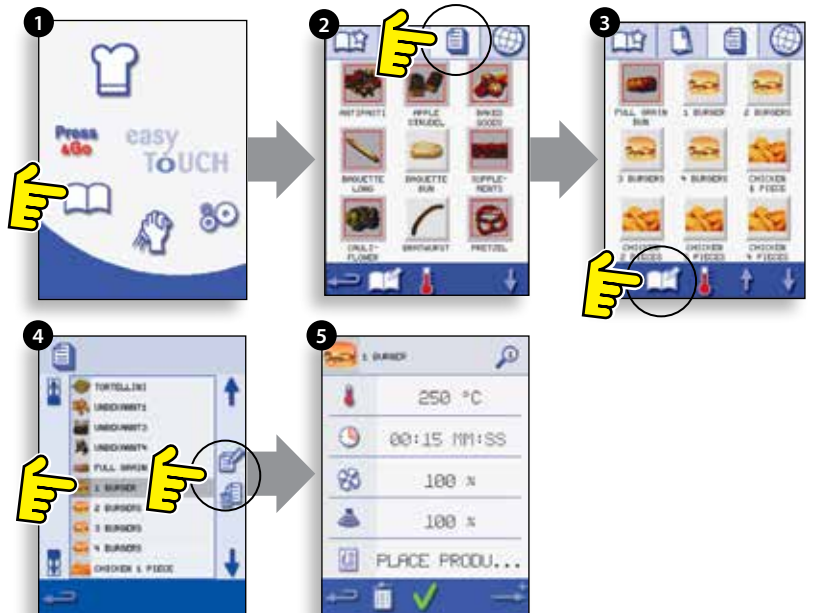 1
Press
&Go
easy
TOUCH
2
ANTIPASTI
APPLE
STRUDEL
BAKED
GOODS
BAGUETTE
LONG
BAGUETTE
BUN
SUPPLE-
MENTS
CAULI-
FLOWER
BRATWURST
PRETZEL
3
FULL GRAIN
BUN
1 BURGER
2 BURGERS
3 BURGERS
4 BURGERS
CHICKEN
1 PIECE
CHICKEN
2 PIECES
CHICKEN
3 PIECES
CHICKEN
4 PIECES
4
TORTELLINI
FULL GRAIN
1 BURGER
2 BURGERS
3 BURGERS
4 BURGERS
CHICKEN 1 PIECE
5
1 BURGER
250 °C
00:15 MM:SS
100 %
100 %
PLACE PRODU...